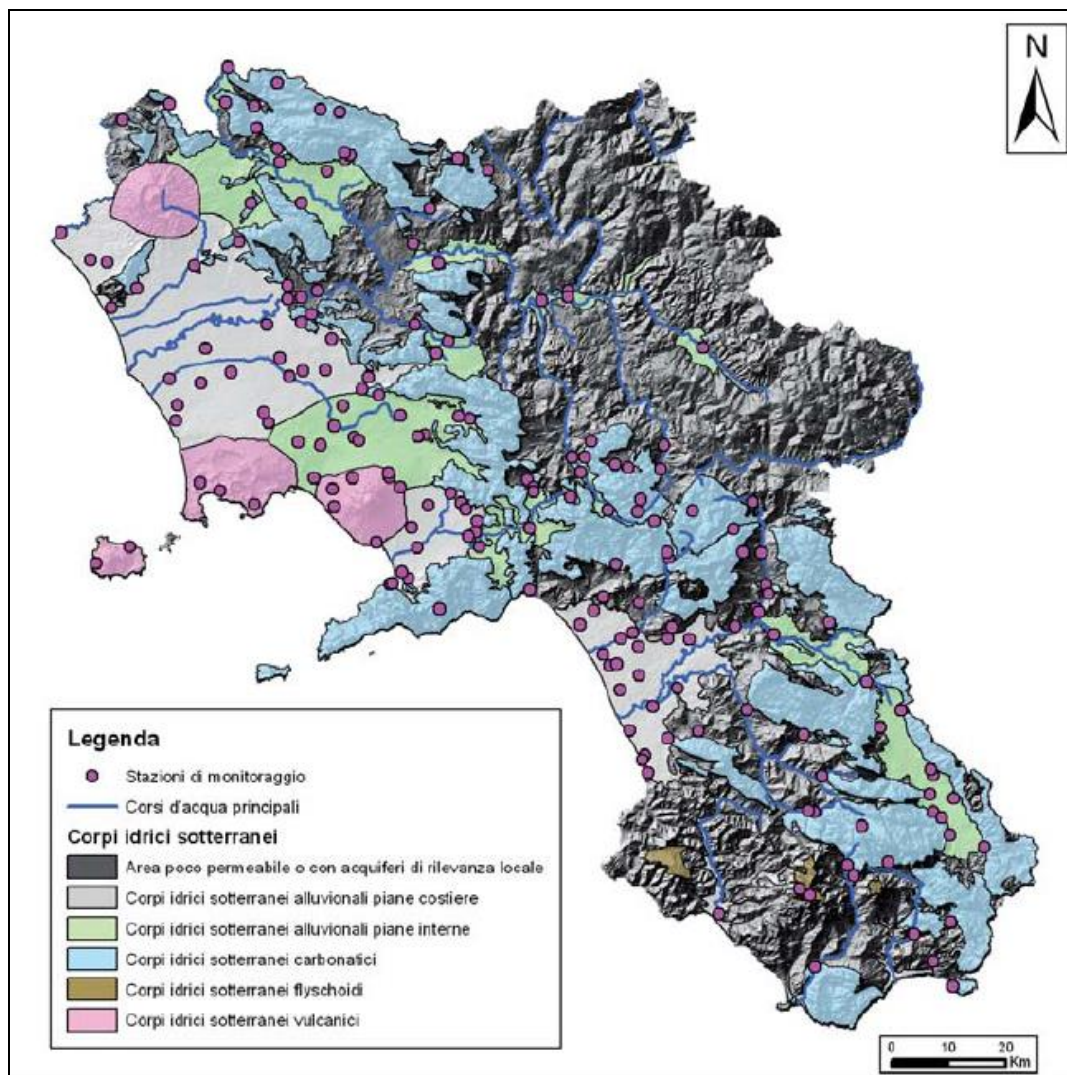 N
Legenda
Stazioni di monitoraggio
Corsi d'acqua principali
Corpi idrici sotterranei
Area poco permeabile o con acquiferi di rilevanza locale
Corpi idrici sotterranei alluvionali piane costiere
Corpi idrici sotterranei alluvionali piane interne
Corpi idrici sotterranei carbonatici
Corpi idrici sotterranei flyschoidi
Corpi idrici sotterranei vulcanici
0 10 20
Km